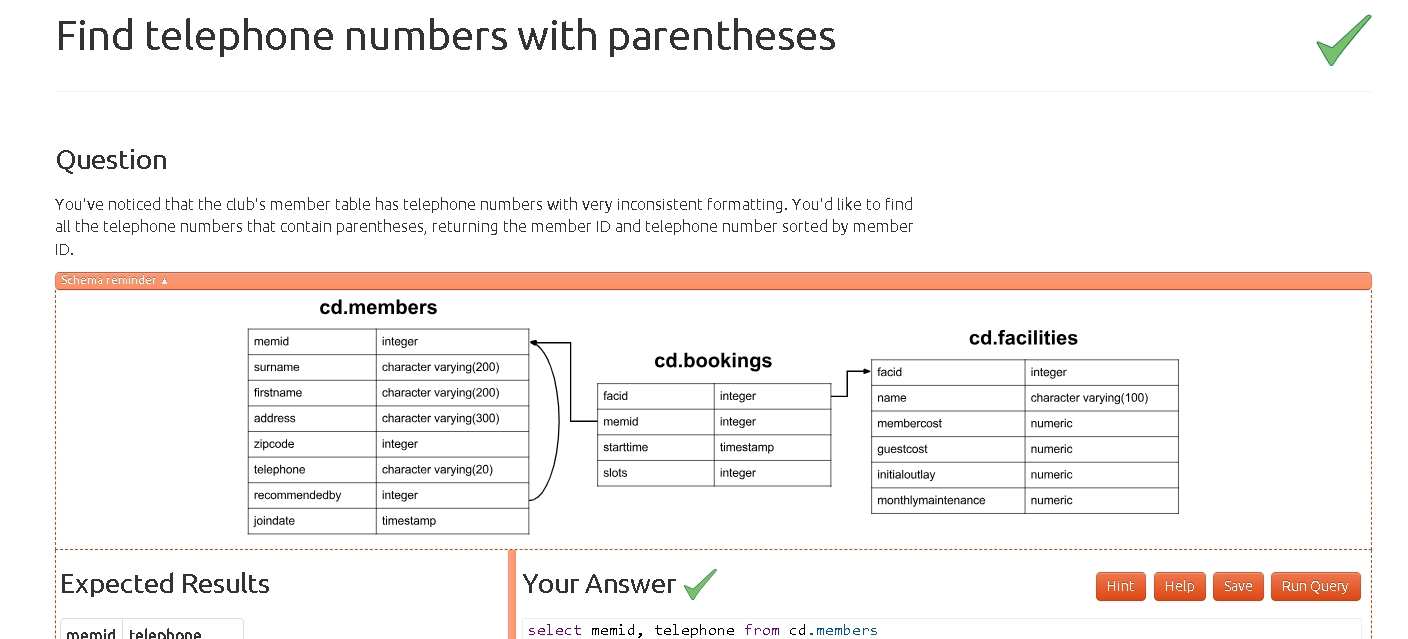 Find telephone numbers with parentheses
Question
You've noticed that the club's member table has telephone numbers with very inconsistent formatting. You'd like to find
all the telephone numbers that contain parentheses, returning the member ID and telephone number sorted by member
ID.
Schema reminder ▲
cd.members
memid integer
surname character varying(200)
firstname character varying(200)
address character varying(300)
zipcode integer
telephone character varying(20)
recommendedby integer
joindate timestamp
cd.bookings
facid integer
memid integer
starttime timestamp
slots integer
cd.facilities
facid integer
name character varying(100)
membercost numeric
guestcost numeric
initialoutlay numeric
monthlymaintenance numeric
Expected Results
memid telephone
Your Answer
Hint Help Save Run Query
select memid, telephone from cd.members